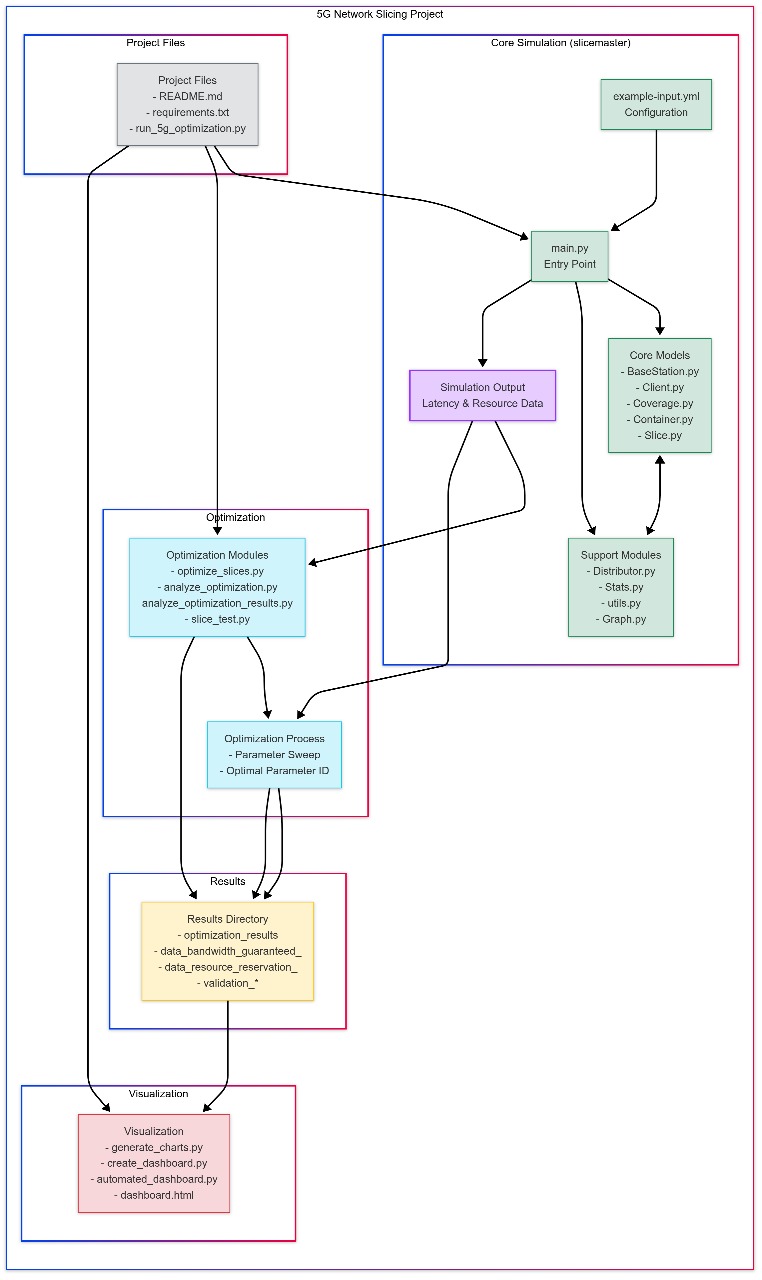 5G Network Slicing Project
Project Files
Project Files
- README.md
- requirements.txt
- run_5g_optimization.py
Core Simulation (slicemaster)
example-input.yml
Configuration
main.py
Entry Point
Simulation Output
Latency & Resource Data
Core Models
- BaseStation.py
- Client.py
- Coverage.py
- Container.py
- Slice.py
Support Modules
- Distributor.py
- Stats.py
- utils.py
- Graph.py
Optimization
Optimization Modules
- optimize_slices.py
- analyze_optimization.py
analyze_optimization_results.py
- slice_test.py
Optimization Process
- Parameter Sweep
- Optimal Parameter ID
Results
Results Directory
- optimization_results
- data_bandwidth_guaranteed_
- data_resource_reservation_
- validation_*
Visualization
Visualization
- generate_charts.py
- create_dashboard.py
- automated_dashboard.py
- dashboard.html